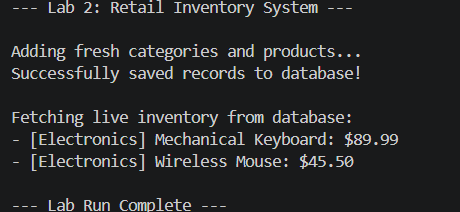 --- Lab 2: Retail Inventory System ---
Adding fresh categories and products...
Successfully saved records to database!
Fetching live inventory from database:
- [Electronics] Mechanical Keyboard: $89.99
- [Electronics] Wireless Mouse: $45.50
--- Lab Run Complete ---